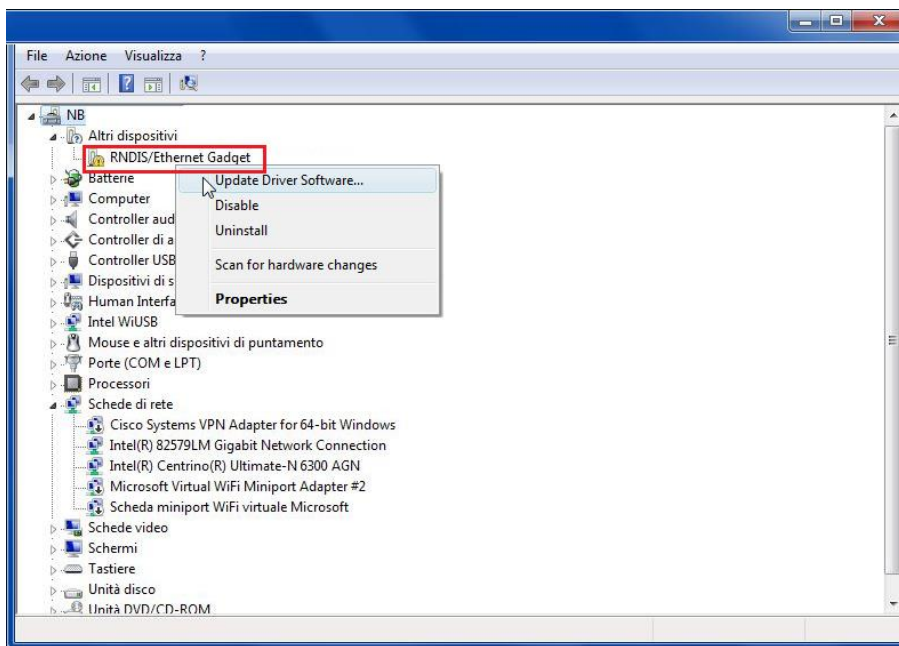 File Azione Visualizza ?
NB
Altri dispositivi
RNDIS/Ethernet Gadget
Batterie
Update Driver Software...
Computer
Disable
Controller aud
Uninstall
Controller di a
Controller USB
Scan for hardware changes
Dispositivi di s
Human Interfa
Properties
Intel WiUSB
Mouse e altri dispositivi di puntamento
Porte (COM e LPT)
Processori
Schede di rete
Cisco Systems VPN Adapter for 64-bit Windows
Intel(R) 82579LM Gigabit Network Connection
Intel(R) Centrino(R) Ultimate-N 6300 AGN
Microsoft Virtual WiFi Miniport Adapter #2
Scheda miniport WiFi virtuale Microsoft
Schede video
Schermi
Tastiere
Unità disco
Unità DVD/CD-ROM